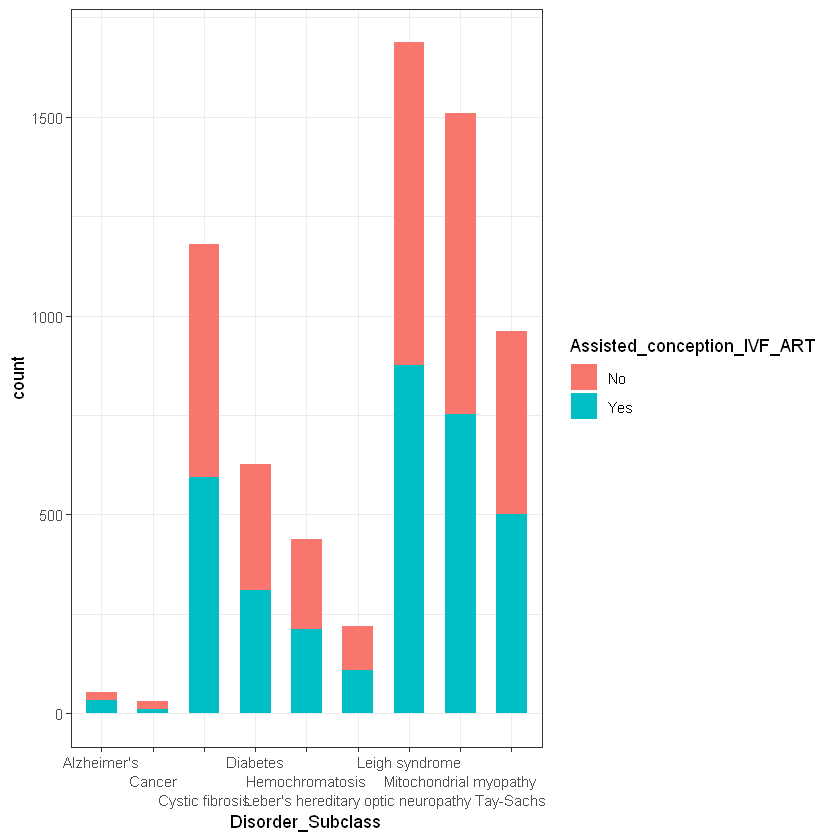 1500
1000
500
0
count
Alzheimer's Diabetes Leigh syndrome
Cancer Hemochromatosis Mitochondrial myopathy
Cystic fibrosis Leber's hereditary optic neuropathy Tay-Sachs
Disorder_Subclass
Assisted_conception_IVF_ART
No
Yes